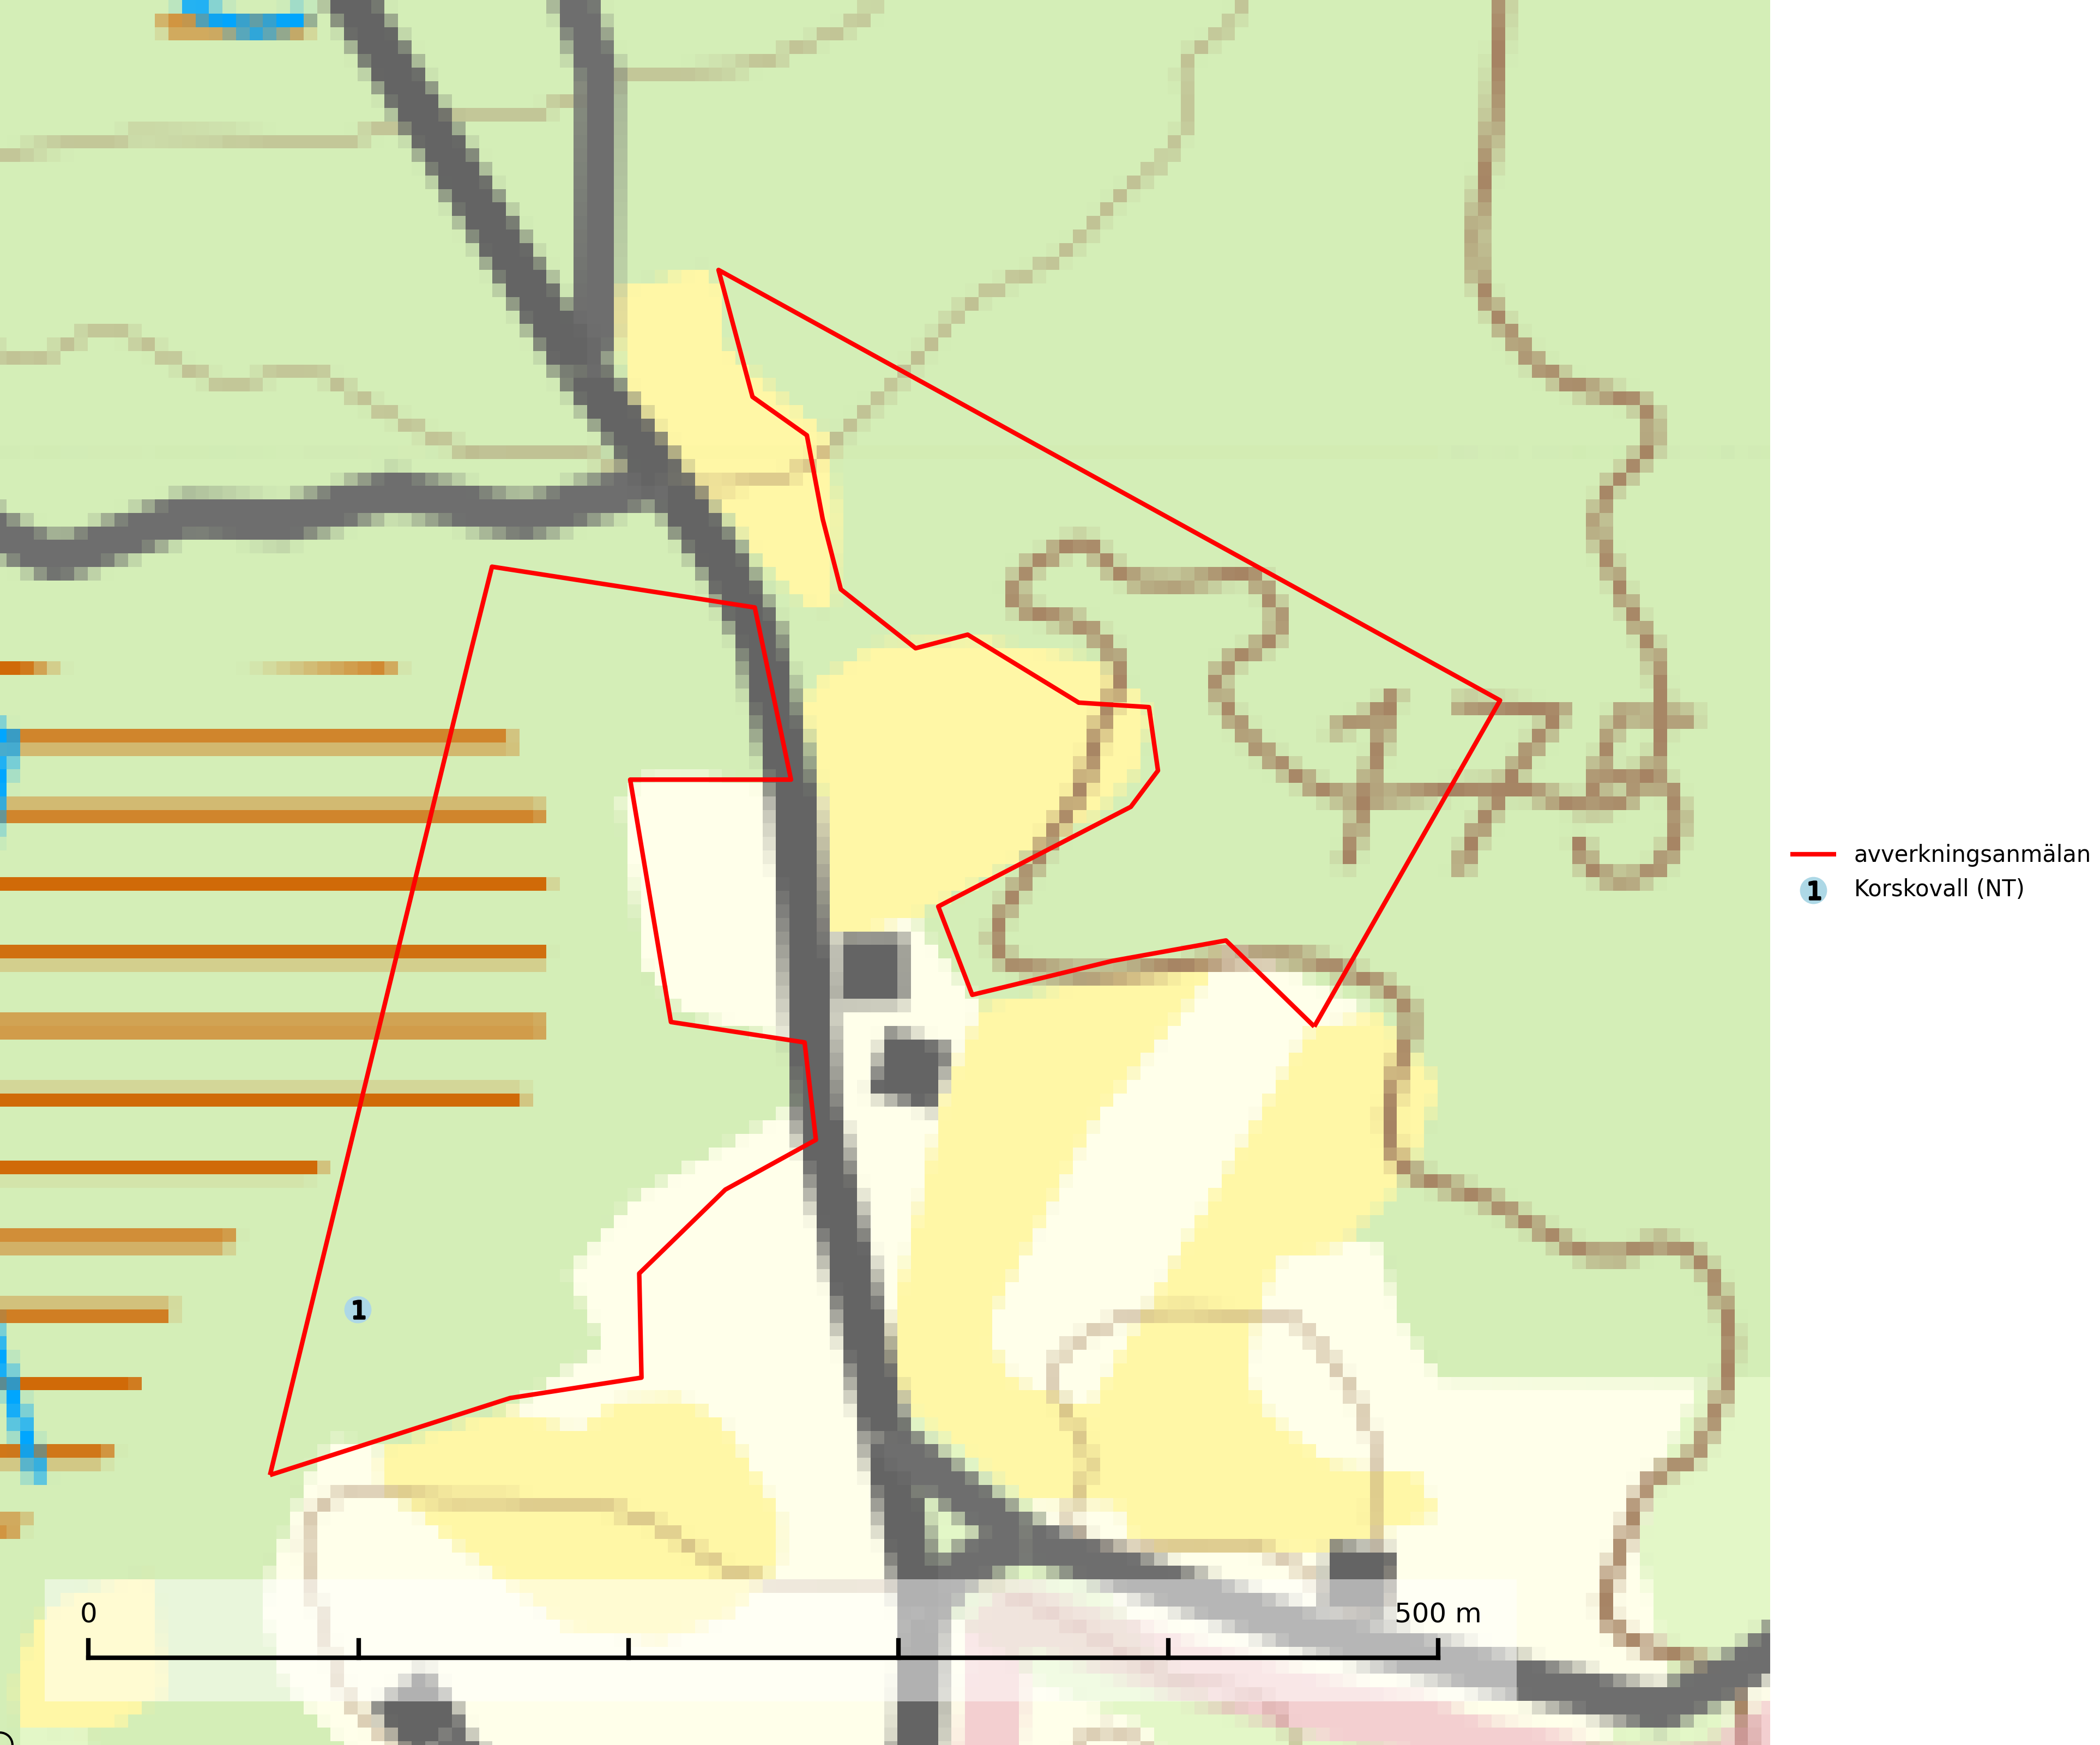 175
avverkningsanmälan
1 Korskovall (NT)
1
0 500 m